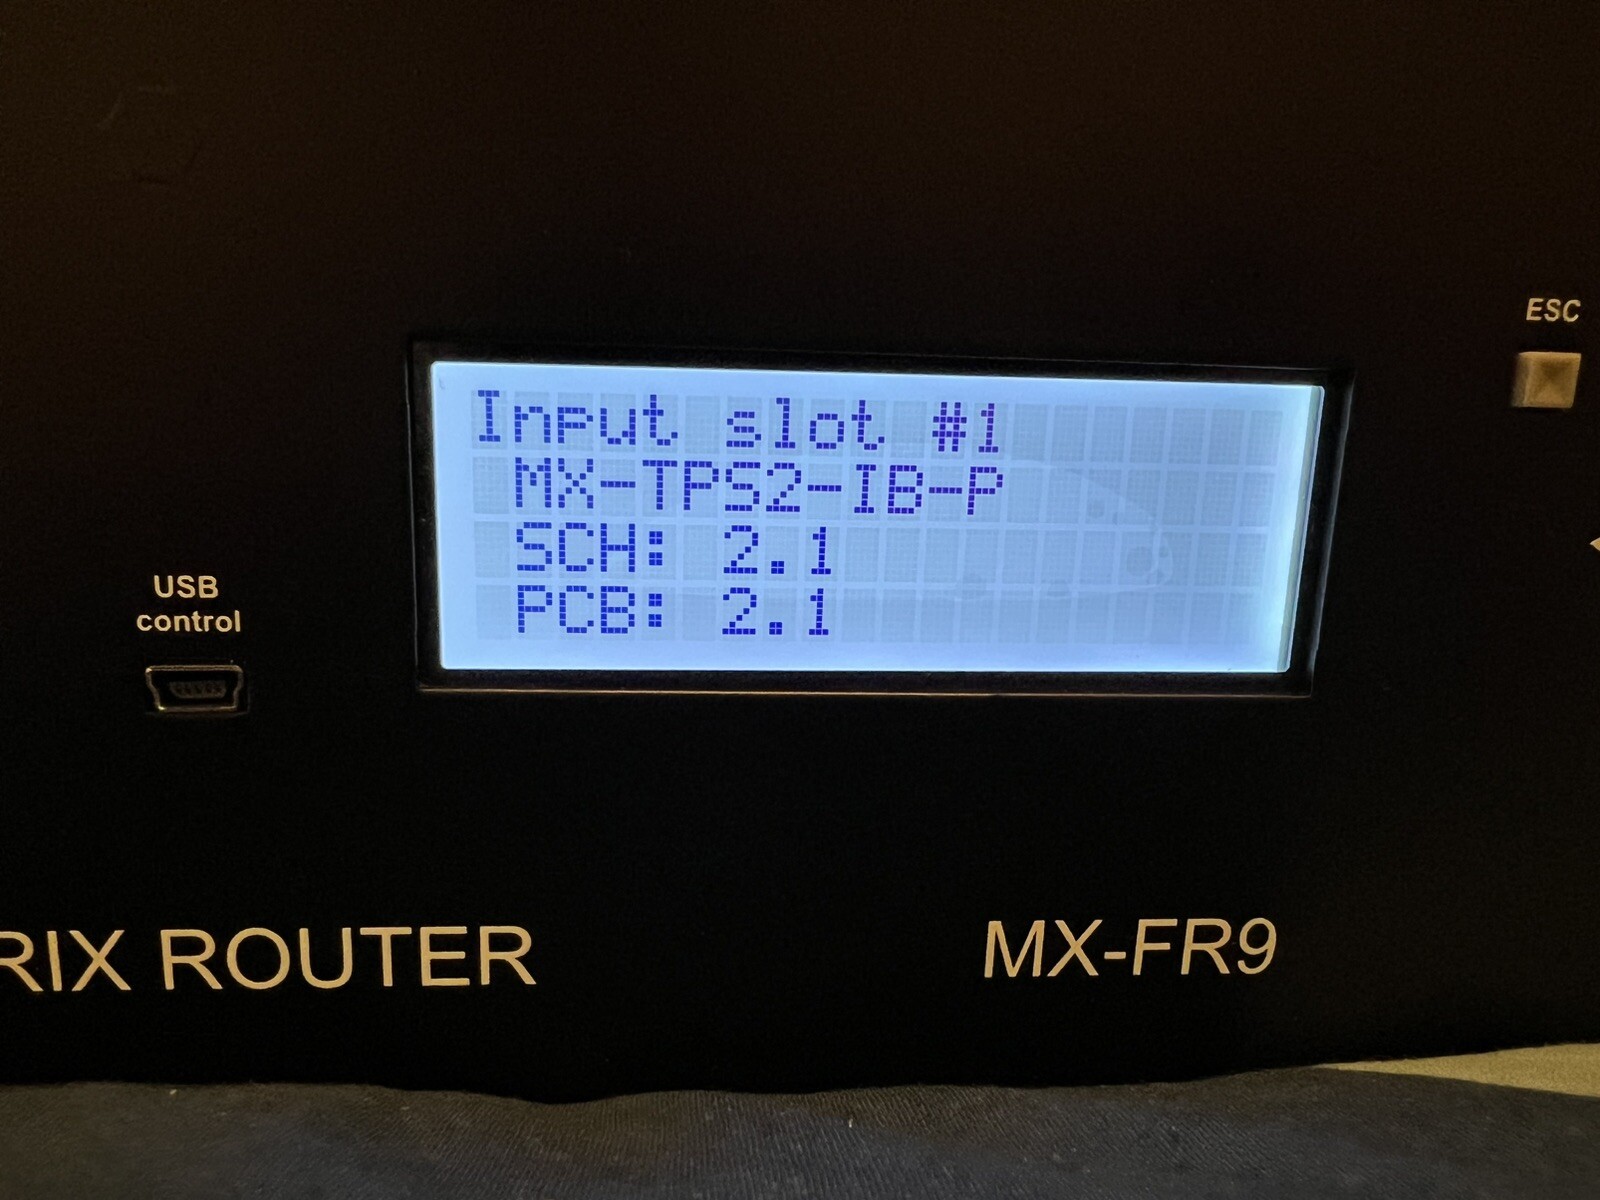 ESC
Input slot #1
MX-TPS2-IB-P
SCH: 2.1
PCB: 2.1
USB
control
RIX ROUTER
MX-FR9